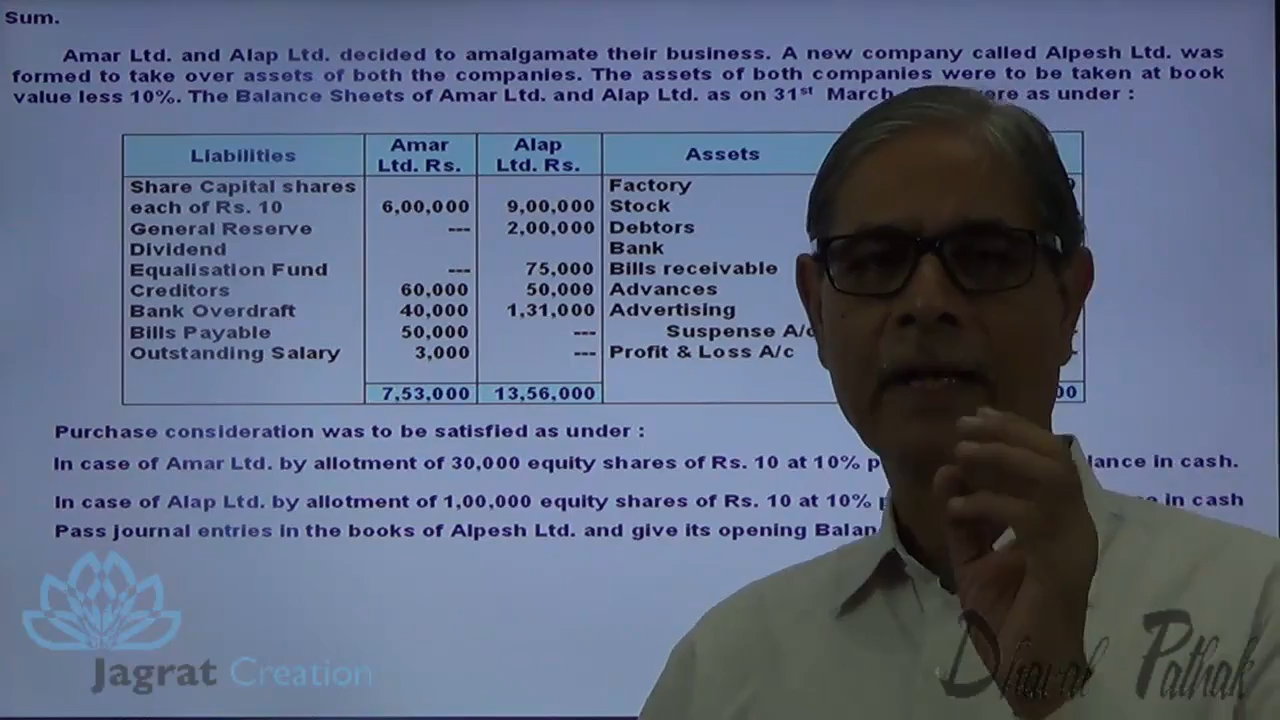 Sum.
Amar Ltd. and Alap Ltd. decided to amalgamate their business. A new company called Alpesh Ltd. was
formed to take over assets of both the companies. The assets of both companies were to be taken at book
value less 10%. The Balance Sheets of Amar Ltd. and Alap Ltd. as on 31st March were as under :
Liabilities Amar Ltd. Rs. Alap Ltd. Rs. Assets
Share Capital shares Factory
each of Rs. 10 6,00,000 9,00,000 Stock
General Reserve --- 2,00,000 Debtors
Dividend Bank
Equalisation Fund --- 75,000 Bills receivable
Creditors 60,000 50,000 Advances
Bank Overdraft 40,000 1,31,000 Advertising
Bills Payable 50,000 --- Suspense A/c
Outstanding Salary 3,000 --- Profit & Loss A/c
7,53,000 13,56,000
Purchase consideration was to be satisfied as under :
In case of Amar Ltd. by allotment of 30,000 equity shares of Rs. 10 at 10% in cash.
In case of Alap Ltd. by allotment of 1,00,000 equity shares of Rs. 10 at 10% in cash
Pass journal entries in the books of Alpesh Ltd. and give its opening
Jagrat Creation
Dhaval Pathak